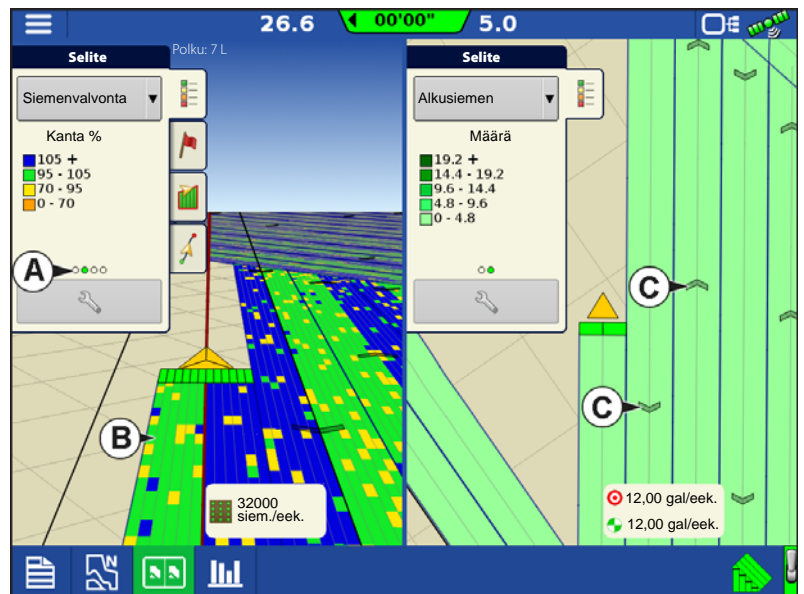 26.6 00'00" 5.0
Polku: 7 L
Selite
Siemenvalvonta
Kanta %
105 +
95 - 105
70 - 95
0 - 70
A
B
32000
siem./eek.
Selite
Alkusiemen
Määrä
19.2 +
14.4 - 19.2
9.6 - 14.4
4.8 - 9.6
0 - 4.8
C
C
12,00 gal/eek.
12,00 gal/eek.
N